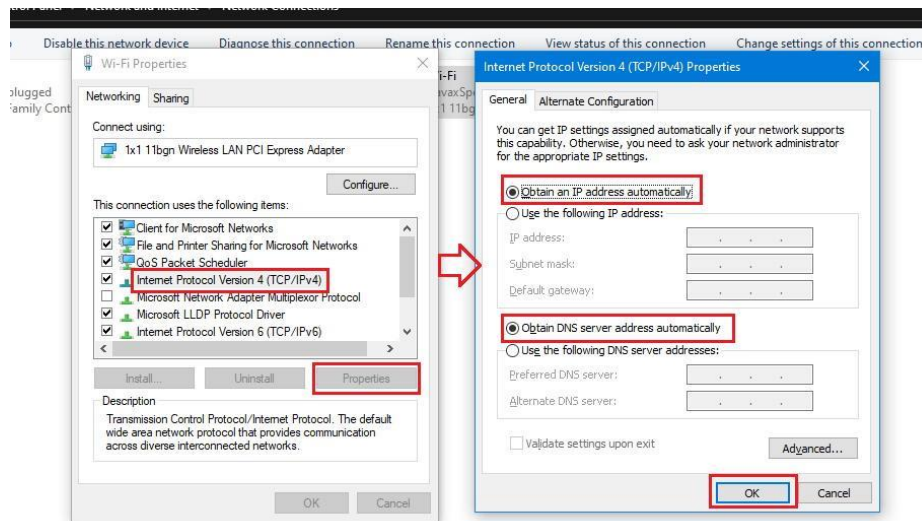 Disable this network device Diagnose this connection Rename this connection View status of this connection Change settings of this connection
Wi-Fi Properties
Networking Sharing
Connect using:
1x1 11bgn Wireless LAN PCI Express Adapter
Configure...
This connection uses the following items:
Client for Microsoft Networks
File and Printer Sharing for Microsoft Networks
QoS Packet Scheduler
Internet Protocol Version 4 (TCP/IPv4)
Microsoft Network Adapter Multiplexor Protocol
Microsoft LLDP Protocol Driver
Internet Protocol Version 6 (TCP/IPv6)
Install... Uninstall Properties
Description
Transmission Control Protocol/Internet Protocol. The default
wide area network protocol that provides communication
across diverse interconnected networks.
OK Cancel
Internet Protocol Version 4 (TCP/IPv4) Properties
General Alternate Configuration
You can get IP settings assigned automatically if your network supports
this capability. Otherwise, you need to ask your network administrator
for the appropriate IP settings.
Obtain an IP address automatically
Use the following IP address:
IP address:
Subnet mask:
Default gateway:
Obtain DNS server address automatically
Use the following DNS server addresses:
Preferred DNS server:
Alternate DNS server:
Validate settings upon exit
Advanced...
OK Cancel